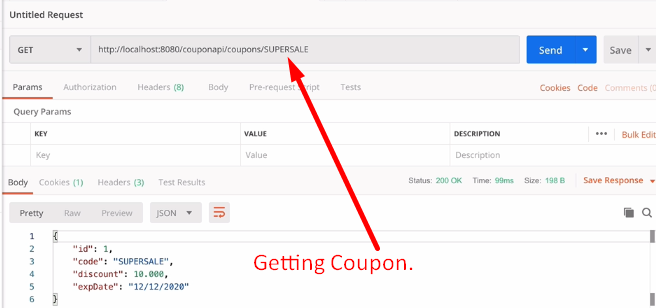 Untitled Request
GET http://localhost:8080/couponapi/coupons/SUPERSALE Send Save
Params Authorization Headers (8) Body Pre-request Script Tests Cookies Code Comments (0
Query Params
KEY VALUE DESCRIPTION ••• Bulk Edit
Key Value Description
Body Cookies (1) Headers (3) Test Results Status: 200 OK Time: 99ms Size: 198 B Save Response
Pretty Raw Preview JSON
1 {
2 "id": 1,
3 "code": "SUPERSALE",
4 "discount": 10.000,
5 "expDate": "12/12/2020"
6 }
Getting Coupon.